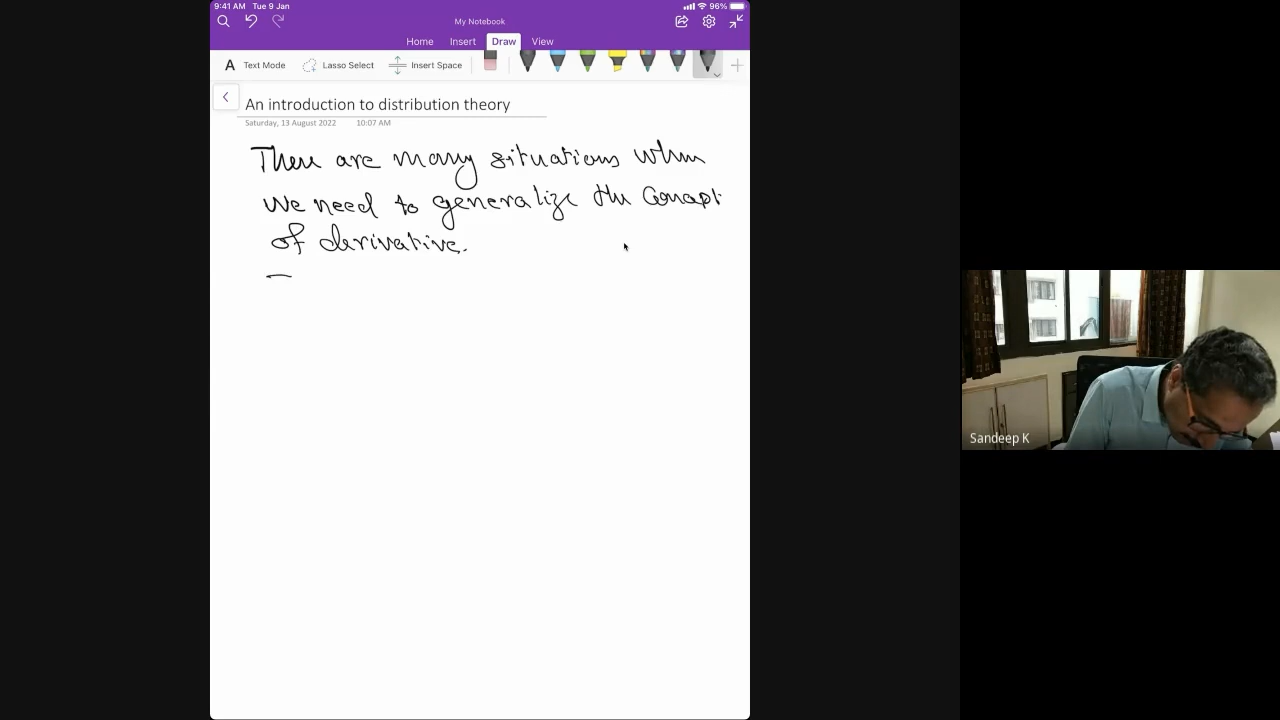 9:41 AM Tue 9 Jan
96%
My Notebook
Home Insert Draw View
A Text Mode Lasso Select Insert Space
An introduction to distribution theory
Saturday, 13 August 2022 10:07 AM
There are many situations when
we need to generalize the concept
of derivative.
Sandeep K